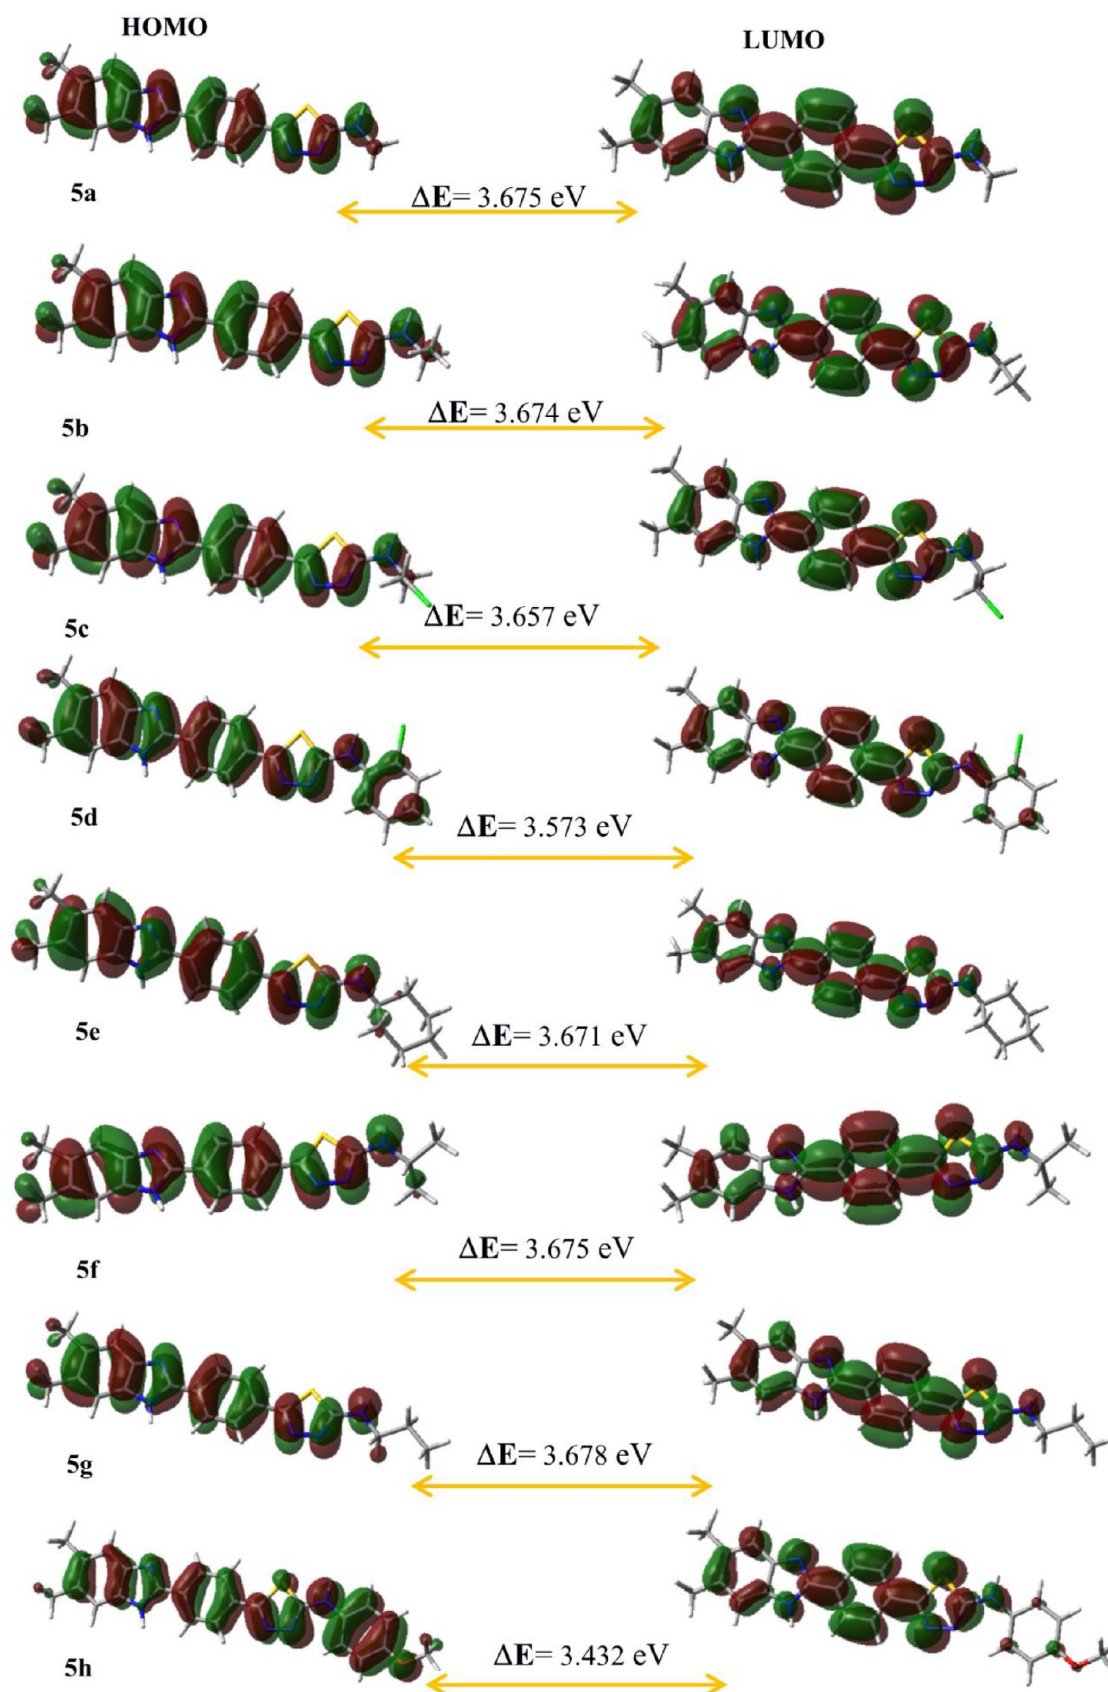 HOMO
LUMO
5a
ΔE= 3.675 eV
5b
ΔE= 3.674 eV
5c
ΔE= 3.657 eV
5d
ΔE= 3.573 eV
5e
ΔE= 3.671 eV
5f
ΔE= 3.675 eV
5g
ΔE= 3.678 eV
5h
ΔE= 3.432 eV